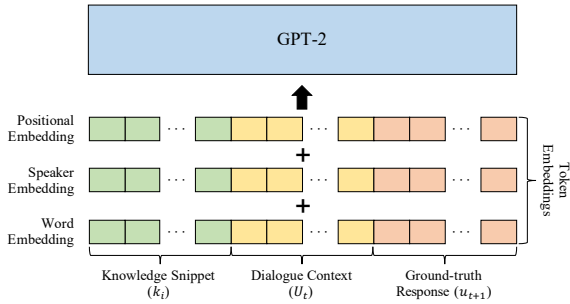 GPT-2
Positional
Embedding
. . .
. . .
. . .
+
Speaker
Embedding
. . .
. . .
. . .
+
Word
Embedding
. . .
. . .
. . .
Token
Embeddings
Knowledge Snippet
(k_i)
Dialogue Context
(U_t)
Ground-truth
Response (u_{t+1})